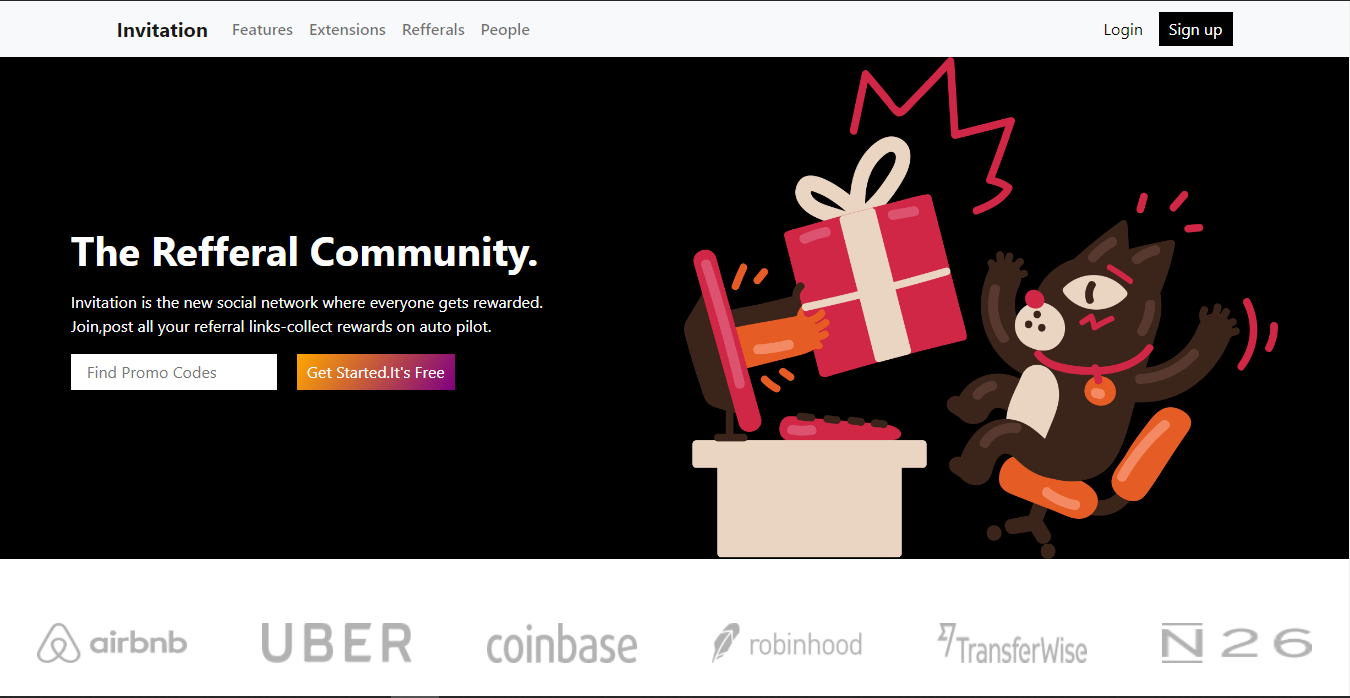 Invitation Features Extensions Refferals People Login Sign up
The Refferal Community.
Invitation is the new social network where everyone gets rewarded.
Join,post all your referral links-collect rewards on auto pilot.
Find Promo Codes Get Started.It's Free
airbnb UBER coinbase robinhood TransferWise N26